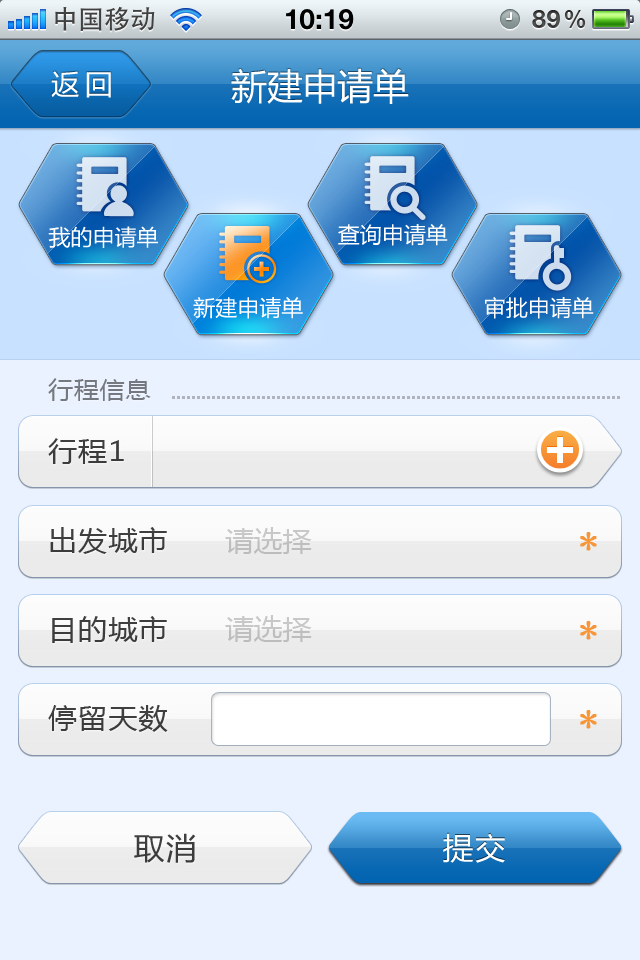 中国移动 10:19 89%
返回 新建申请单
我的申请单
查询申请单
新建申请单
审批申请单
行程信息
行程1
出发城市 请选择 *
目的城市 请选择 *
停留天数 *
取消 提交